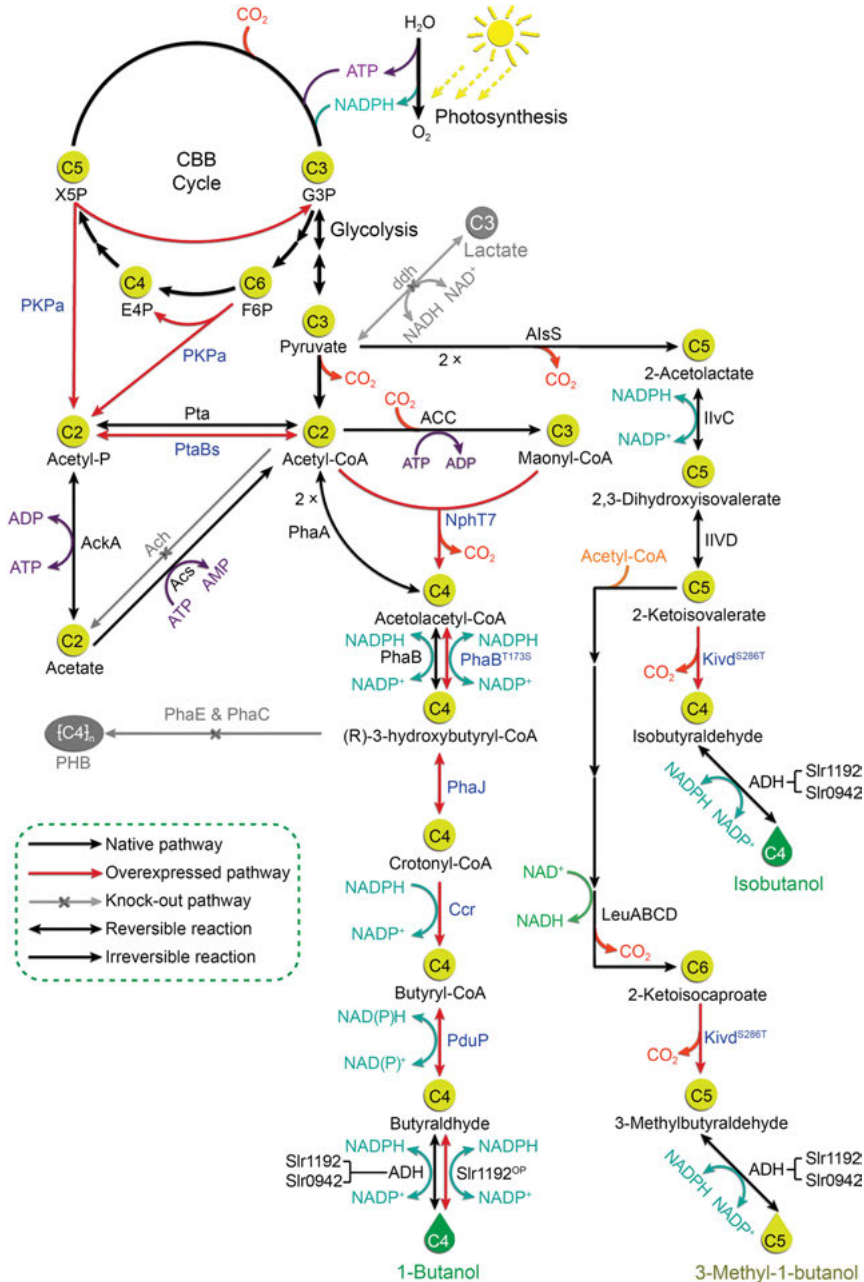 CO₂
H₂O
ATP
NADPH
O₂
Photosynthesis
C5
X5P
CBB
Cycle
C3
G3P
Glycolysis
C3
Lactate
ddh
NADH NAD⁺
C4
E4P
C6
F6P
PKPa
PKPa
C3
Pyruvate
CO₂
2 ×
AlsS
CO₂
C5
2-Acetolactate
NADPH
NADP⁺
IlvC
C5
2,3-Dihydroxyisovalerate
IIVD
C2
Acetyl-P
Pta
PtaBs
C2
Acetyl-CoA
CO₂
ACC
ATP
ADP
C3
Maonyl-CoA
2 ×
PhaA
NphT7
CO₂
ADP
ATP
AckA
Ach
Acs
ATP
AMP
C2
Acetate
C4
Acetolacetyl-CoA
NADPH
PhaB
NADP⁺
NADPH
PhaBᵀ¹⁷³ˢ
NADP⁺
Acetyl-CoA
C5
2-Ketoisovalerate
CO₂
Kivdˢ²⁸⁶ᵀ
C4
Isobutyraldehyde
NADPH
NADP⁺
ADH
Slr1192
Slr0942
C4
Isobutanol
{C4}ₙ
PHB
PhaE & PhaC
C4
(R)-3-hydroxybutyryl-CoA
PhaJ
C4
Crotonyl-CoA
NADPH
NADP⁺
Ccr
C4
Butyryl-CoA
NAD(P)H
NAD(P)⁺
PduP
C4
Butyraldhyde
Slr1192
Slr0942
ADH
NADPH
NADP⁺
NADPH
Slr1192ᴼᴾ
NADP⁺
C4
1-Butanol
NAD⁺
NADH
LeuABCD
CO₂
C6
2-Ketoisocaproate
CO₂
Kivdˢ²⁸⁶ᵀ
C5
3-Methylbutyraldehyde
NADPH
NADP⁺
ADH
Slr1192
Slr0942
C5
3-Methyl-1-butanol
Native pathway
Overexpressed pathway
Knock-out pathway
Reversible reaction
Irreversible reaction